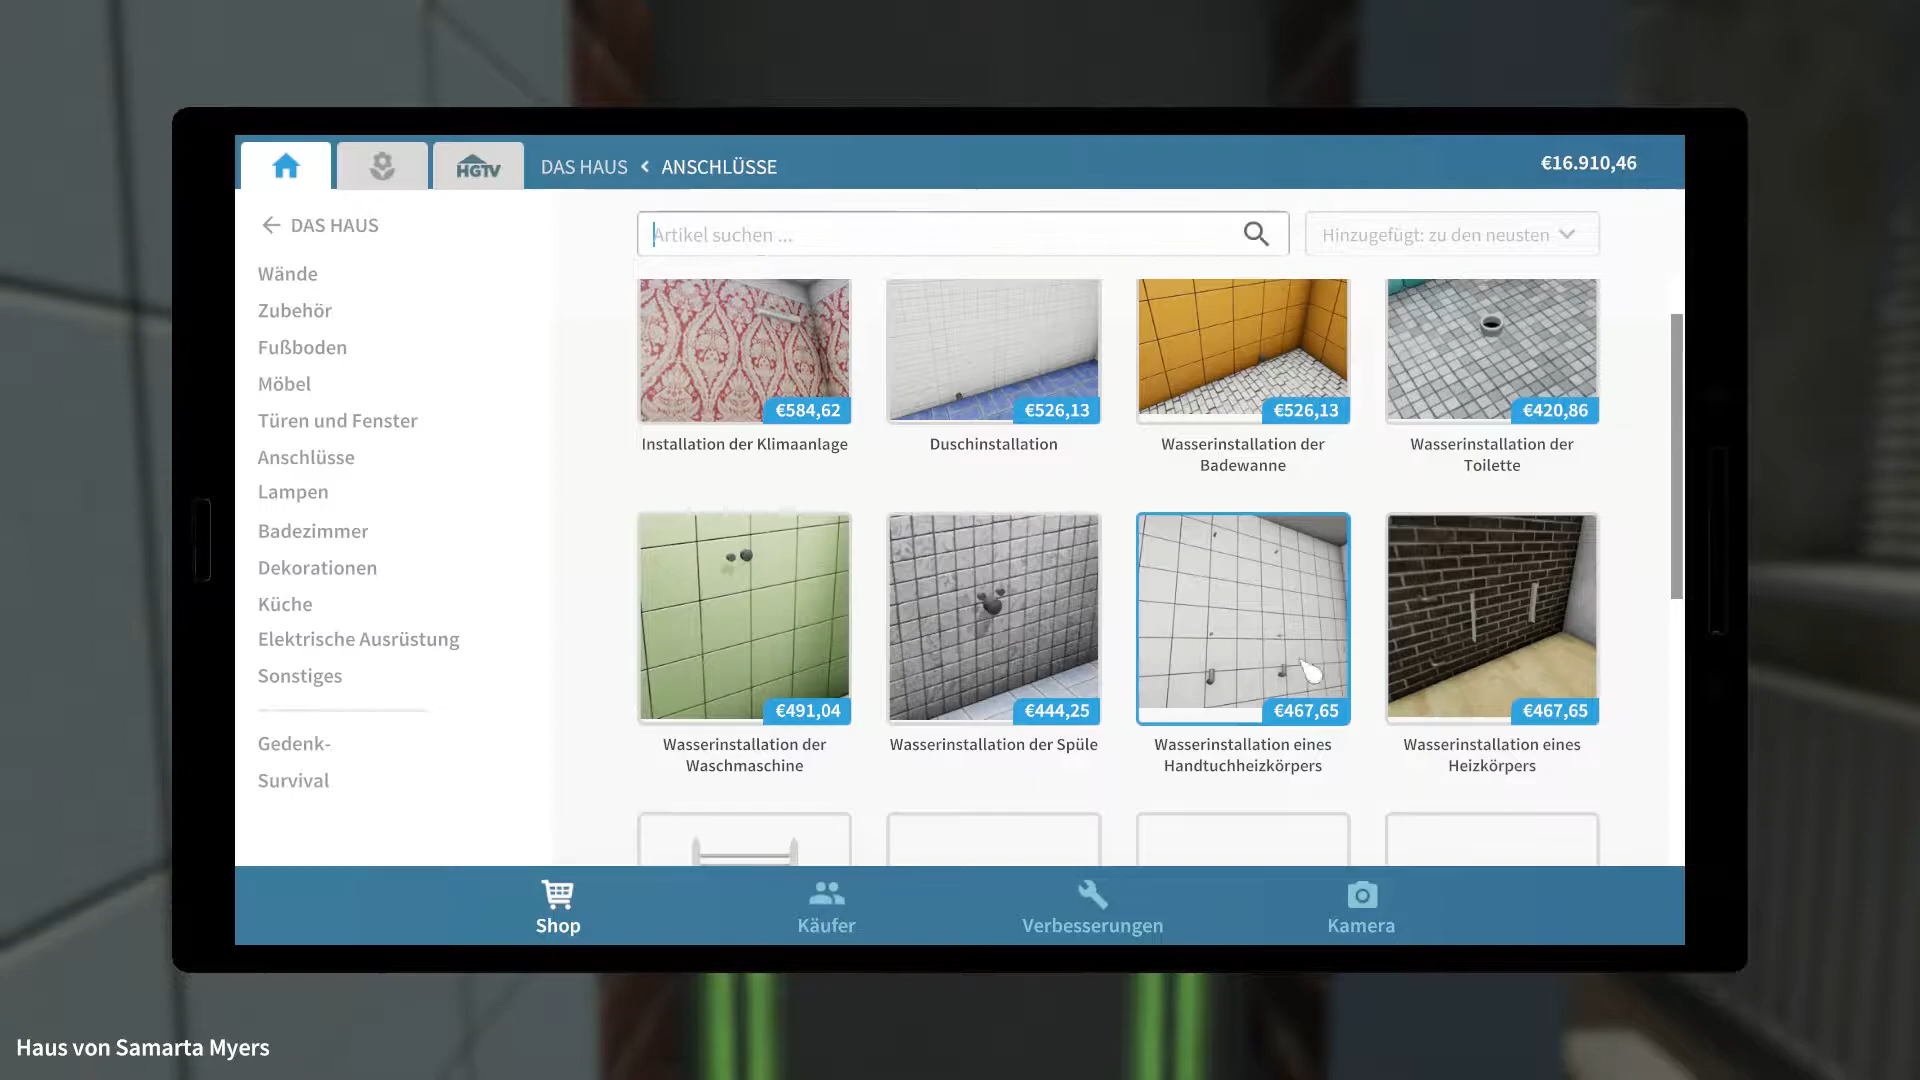 HGTV
DAS HAUS < ANSCHLÜSSE
€16.910,46
DAS HAUS
Artikel suchen ...
Hinzugefügt: zu den neusten
Wände
Zubehör
Fußboden
Möbel
Türen und Fenster
Anschlüsse
Lampen
Badezimmer
Dekorationen
Küche
Elektrische Ausrüstung
Sonstiges
Gedenk-
Survival
€584,62
Installation der Klimaanlage
€526,13
Duschinstallation
€526,13
Wasserinstallation der
Badewanne
€420,86
Wasserinstallation der
Toilette
€491,04
Wasserinstallation der
Waschmaschine
€444,25
Wasserinstallation der Spüle
€467,65
Wasserinstallation eines
Handtuchheizkörpers
€467,65
Wasserinstallation eines
Heizkörpers
Shop
Käufer
Verbesserungen
Kamera
Haus von Samarta Myers